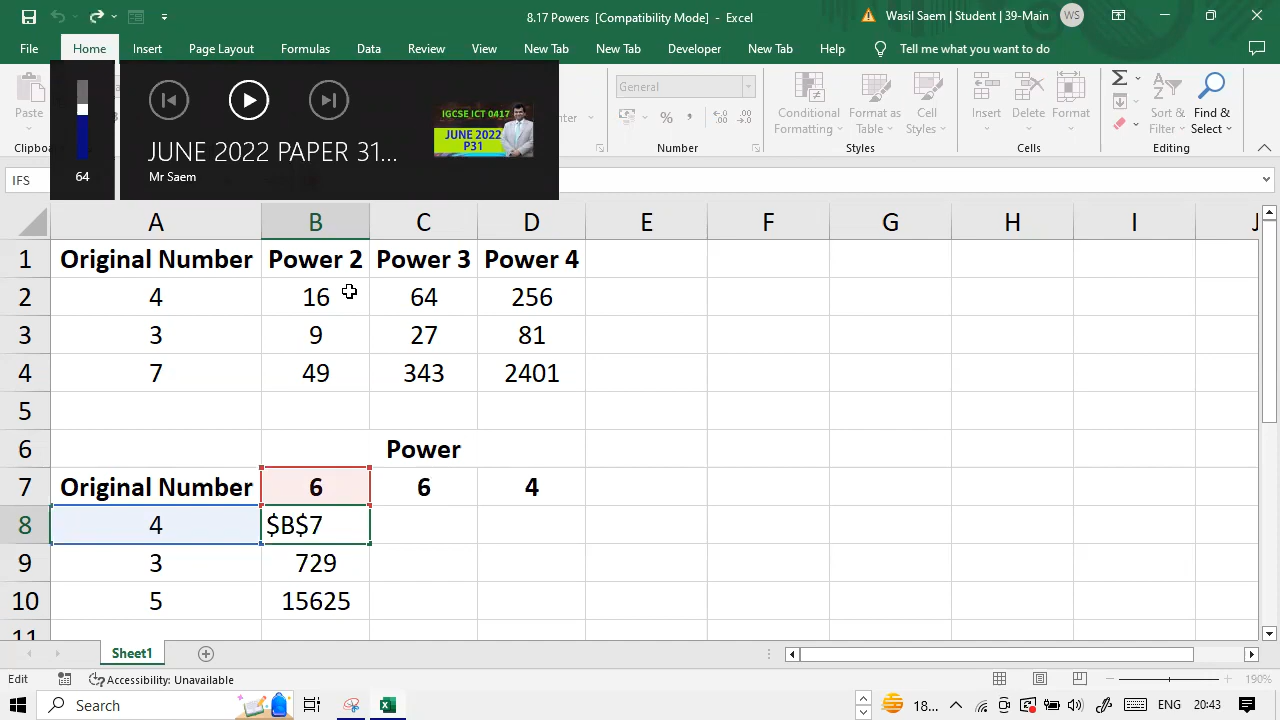 8.17 Powers [Compatibility Mode] - Excel
Wasil Saem | Student | 39-Main WS
File Home Insert Page Layout Formulas Data Review View New Tab New Tab Developer New Tab Help Tell me what you want to do
Paste
General
Conditional Formatting
Format as Table
Cell Styles
Insert Delete Format
Sort & Filter
Find & Select
Number Styles Cells Editing
64
JUNE 2022 PAPER 31...
Mr Saem
IGCSE ICT 0417
JUNE 2022
P31
IFS
A B C D E F G H I J
1 Original Number Power 2 Power 3 Power 4
2 4 16 64 256
3 3 9 27 81
4 7 49 343 2401
5
6 Power
7 Original Number 6 6 4
8 4 $B$7
9 3 729
10 5 15625
11
Sheet1
Edit Accessibility: Unavailable 190%
Search 18... ENG 20:43